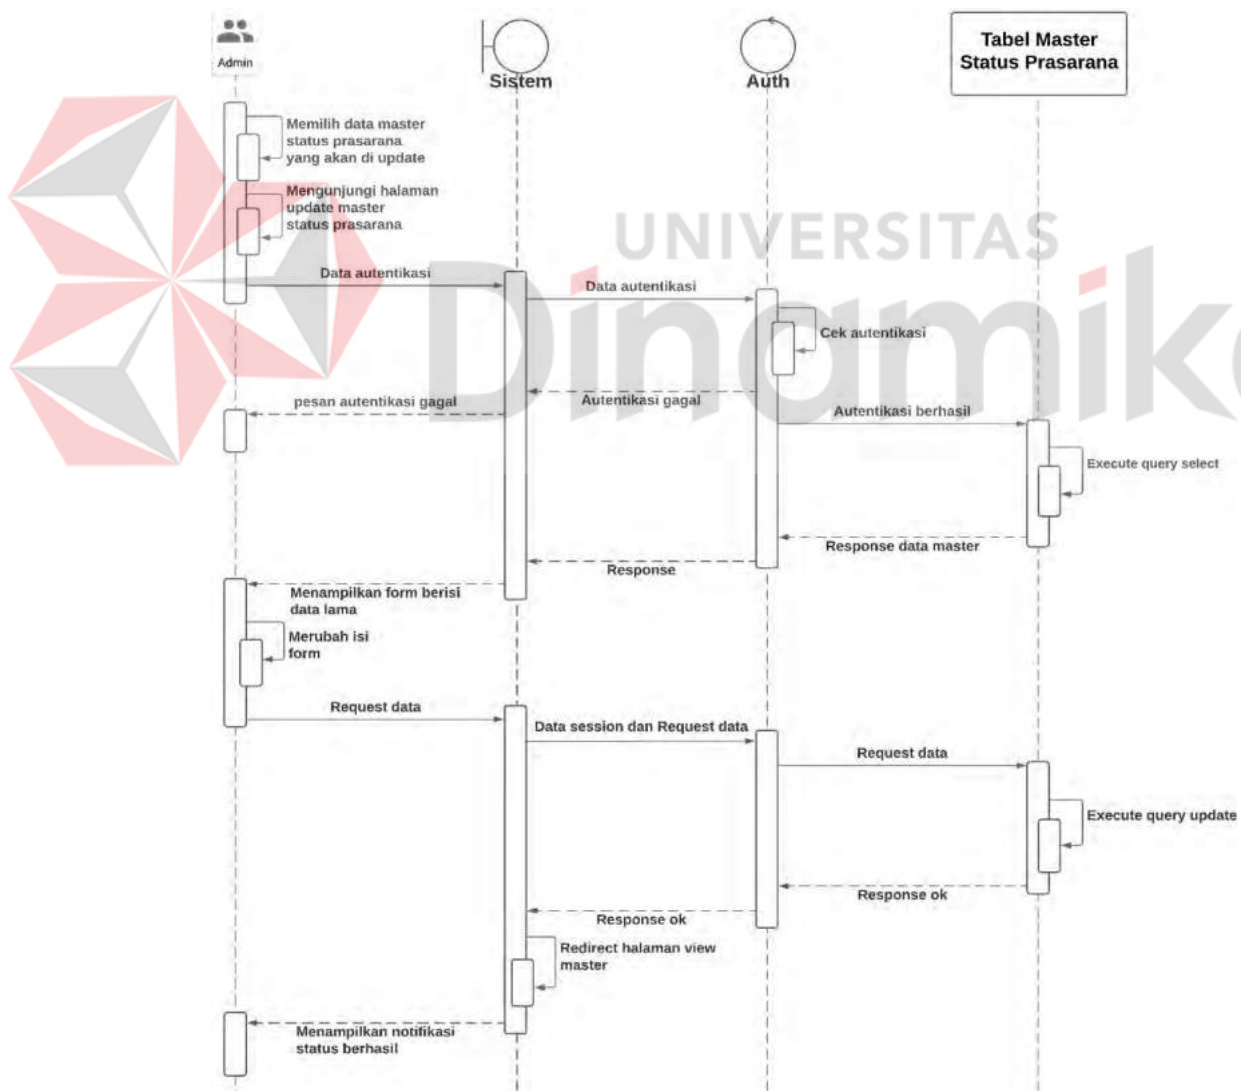 Admin
Sistem
Auth
Tabel Master
Status Prasarana
Memilih data master
status prasarana
yang akan di update
Mengunjungi halaman
update master
status prasarana
UNIVERSITAS
Dinamika
Data autentikasi
Data autentikasi
Cek autentikasi
Autentikasi gagal
pesan autentikasi gagal
Autentikasi berhasil
Execute query select
Response data master
Response
Menampilkan form berisi
data lama
Merubah isi
form
Request data
Data session dan Request data
Request data
Execute query update
Response ok
Response ok
Redirect halaman view
master
Menampilkan notifikasi
status berhasil